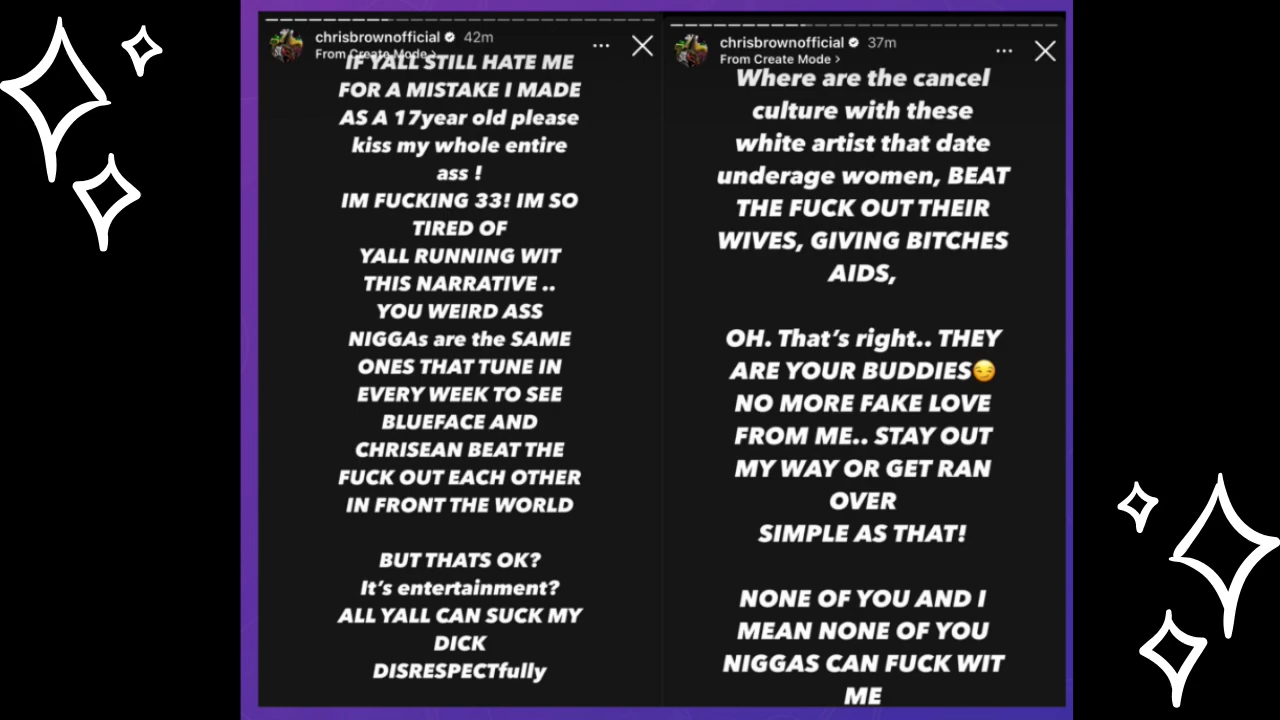 chrisbrownofficial 42m
From Create Mode >
IF YALL STILL HATE ME
FOR A MISTAKE I MADE
AS A 17year old please
kiss my whole entire
ass !
IM FUCKING 33! IM SO
TIRED OF
YALL RUNNING WIT
THIS NARRATIVE ..
YOU WEIRD ASS
NIGGAs are the SAME
ONES THAT TUNE IN
EVERY WEEK TO SEE
BLUEFACE AND
CHRISEAN BEAT THE
FUCK OUT EACH OTHER
IN FRONT THE WORLD
BUT THATS OK?
It's entertainment?
ALL YALL CAN SUCK MY
DICK
DISRESPECTfully
chrisbrownofficial 37m
From Create Mode >
Where are the cancel
culture with these
white artist that date
underage women, BEAT
THE FUCK OUT THEIR
WIVES, GIVING BITCHES
AIDS,
OH. That's right.. THEY
ARE YOUR BUDDIES😏
NO MORE FAKE LOVE
FROM ME.. STAY OUT
MY WAY OR GET RAN
OVER
SIMPLE AS THAT!
NONE OF YOU AND I
MEAN NONE OF YOU
NIGGAS CAN FUCK WIT
ME